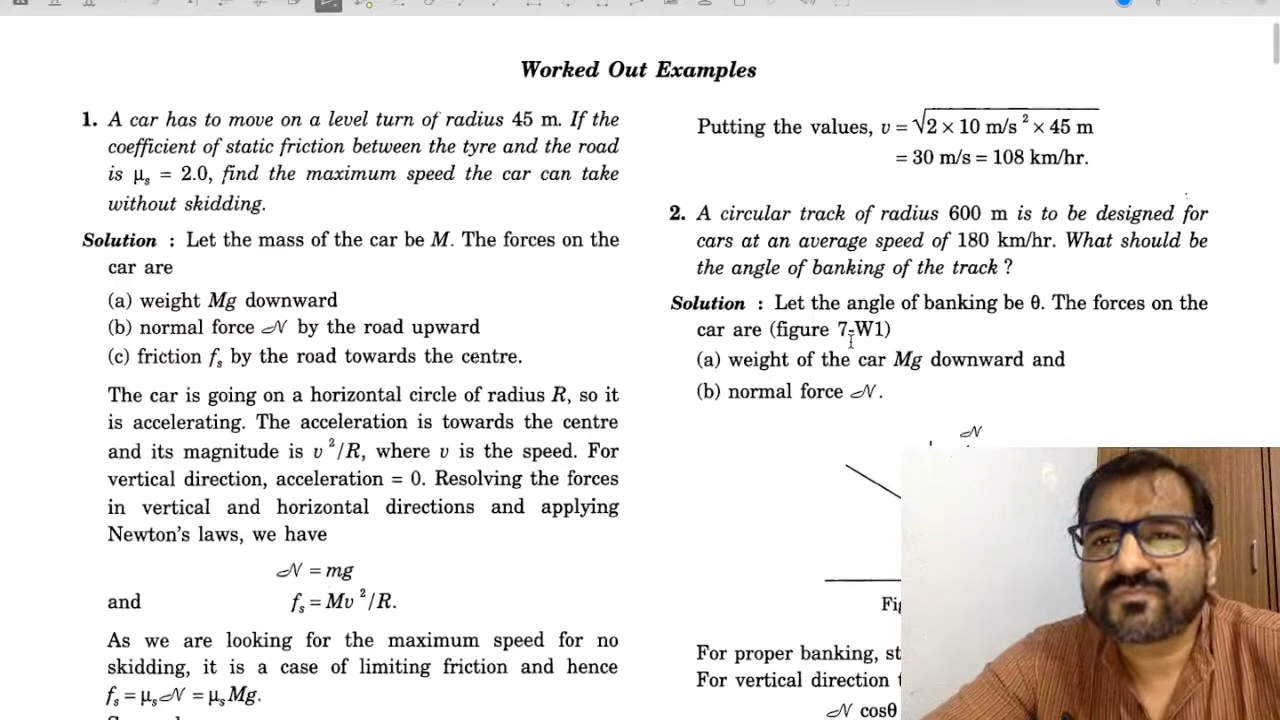 Worked Out Examples
1. A car has to move on a level turn of radius 45 m. If the
coefficient of static friction between the tyre and the road
is μₛ = 2.0, find the maximum speed the car can take
without skidding.
Solution : Let the mass of the car be M. The forces on the
car are
(a) weight Mg downward
(b) normal force 𝒩 by the road upward
(c) friction fₛ by the road towards the centre.
The car is going on a horizontal circle of radius R, so it
is accelerating. The acceleration is towards the centre
and its magnitude is v²/R, where v is the speed. For
vertical direction, acceleration = 0. Resolving the forces
in vertical and horizontal directions and applying
Newton's laws, we have
𝒩 = mg
and fₛ = Mv²/R.
As we are looking for the maximum speed for no
skidding, it is a case of limiting friction and hence
fₛ = μₛ𝒩 = μₛMg.
Putting the values, v = √2 × 10 m/s² × 45 m
= 30 m/s = 108 km/hr.
2. A circular track of radius 600 m is to be designed for
cars at an average speed of 180 km/hr. What should be
the angle of banking of the track ?
Solution : Let the angle of banking be θ. The forces on the
car are (figure 7-W1)
(a) weight of the car Mg downward and
(b) normal force 𝒩.
𝒩
For proper banking,
For vertical direction
𝒩 cosθ